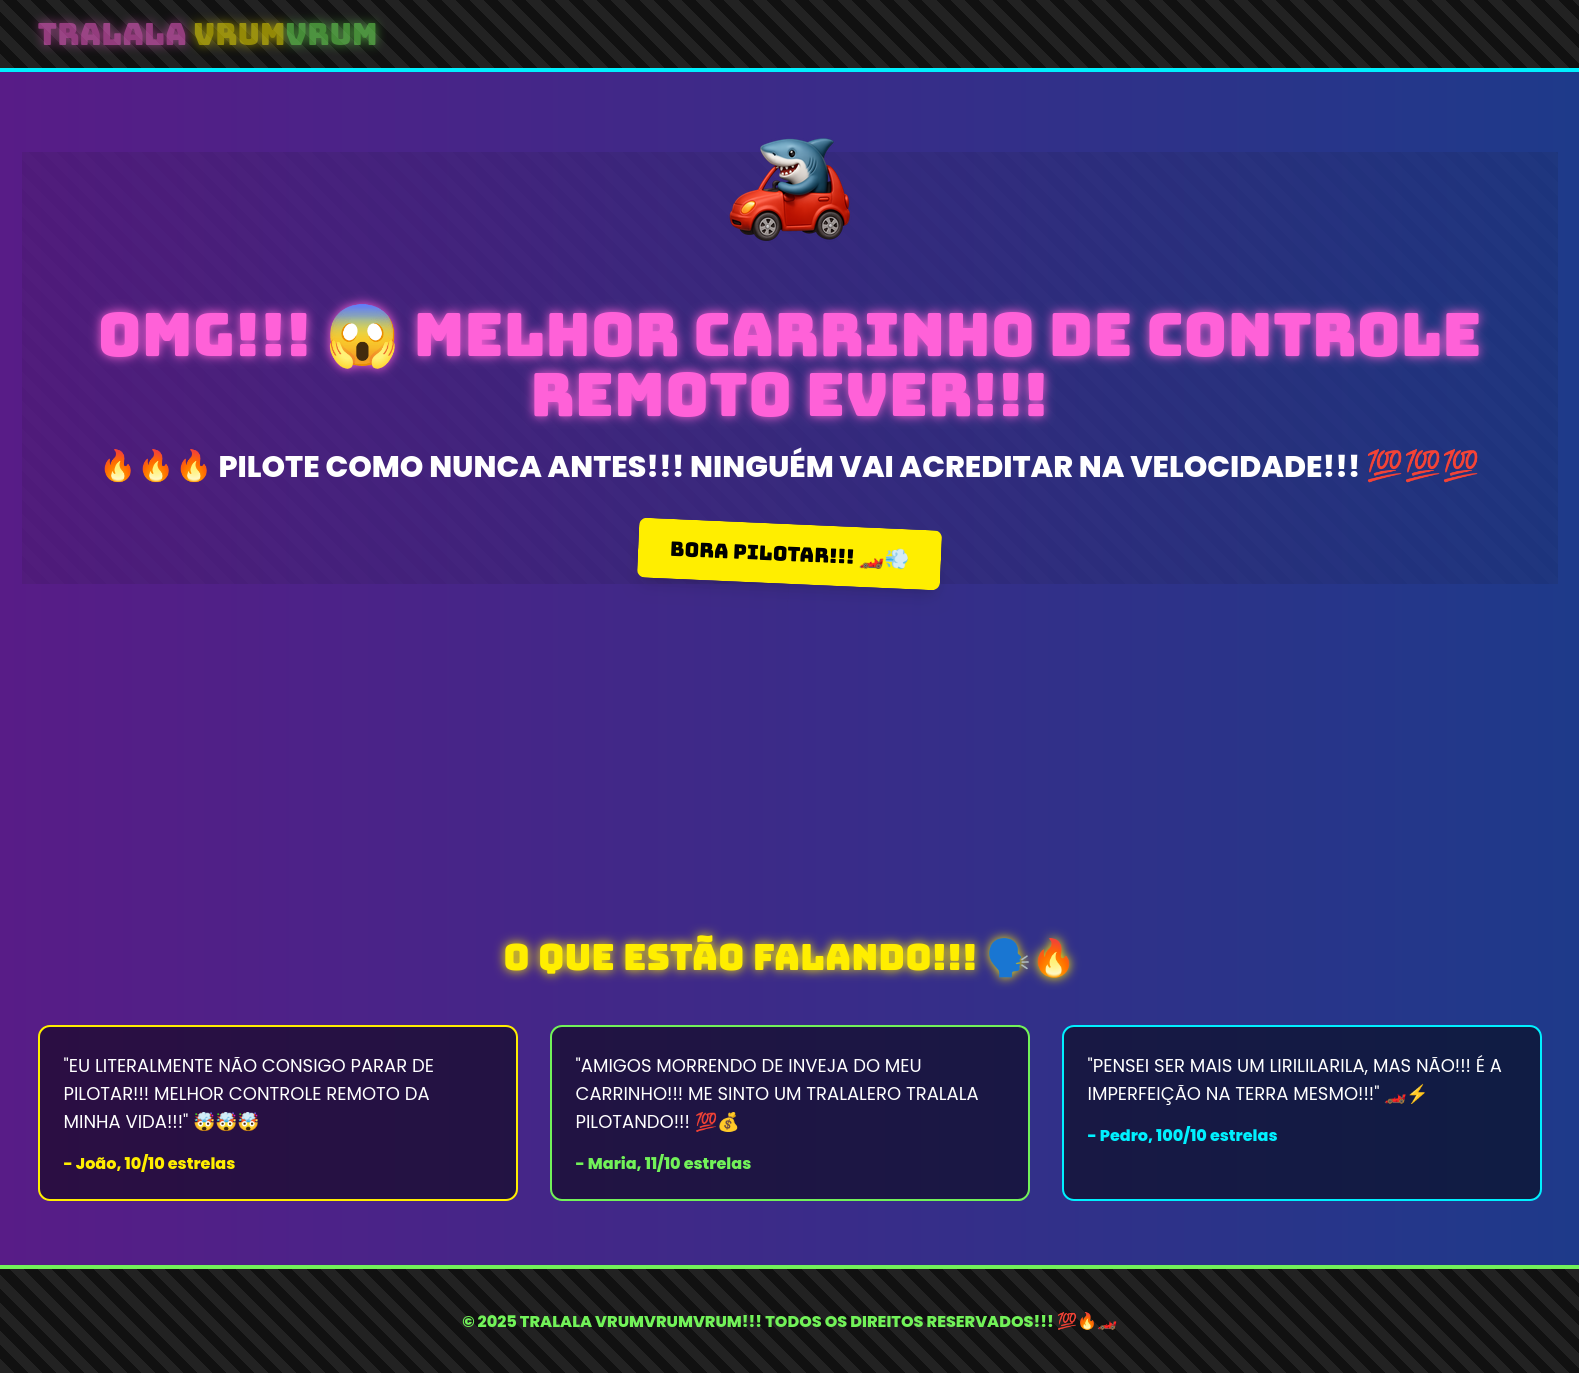 TRALALA VRUMVRUM
OMG!!! 😱 MELHOR CARRINHO DE CONTROLE
REMOTO EVER!!!
🔥🔥🔥 PILOTE COMO NUNCA ANTES!!! NINGUÉM VAI ACREDITAR NA VELOCIDADE!!! 💯💯💯
BORA PILOTAR!!! 🏎️💨
O QUE ESTÃO FALANDO!!! 🗣️🔥
"EU LITERALMENTE NÃO CONSIGO PARAR DE
PILOTAR!!! MELHOR CONTROLE REMOTO DA
MINHA VIDA!!!" 🤯🤯🤯
- João, 10/10 estrelas
"AMIGOS MORRENDO DE INVEJA DO MEU
CARRINHO!!! ME SINTO UM TRALALERO TRALALA
PILOTANDO!!! 💯💰
- Maria, 11/10 estrelas
"PENSEI SER MAIS UM LIRILILARILA, MAS NÃO!!! É A
IMPERFEIÇÃO NA TERRA MESMO!!!" 🏎️⚡
- Pedro, 100/10 estrelas
© 2025 TRALALA VRUMVRUMVRUM!!! TODOS OS DIREITOS RESERVADOS!!! 💯🔥🏎️